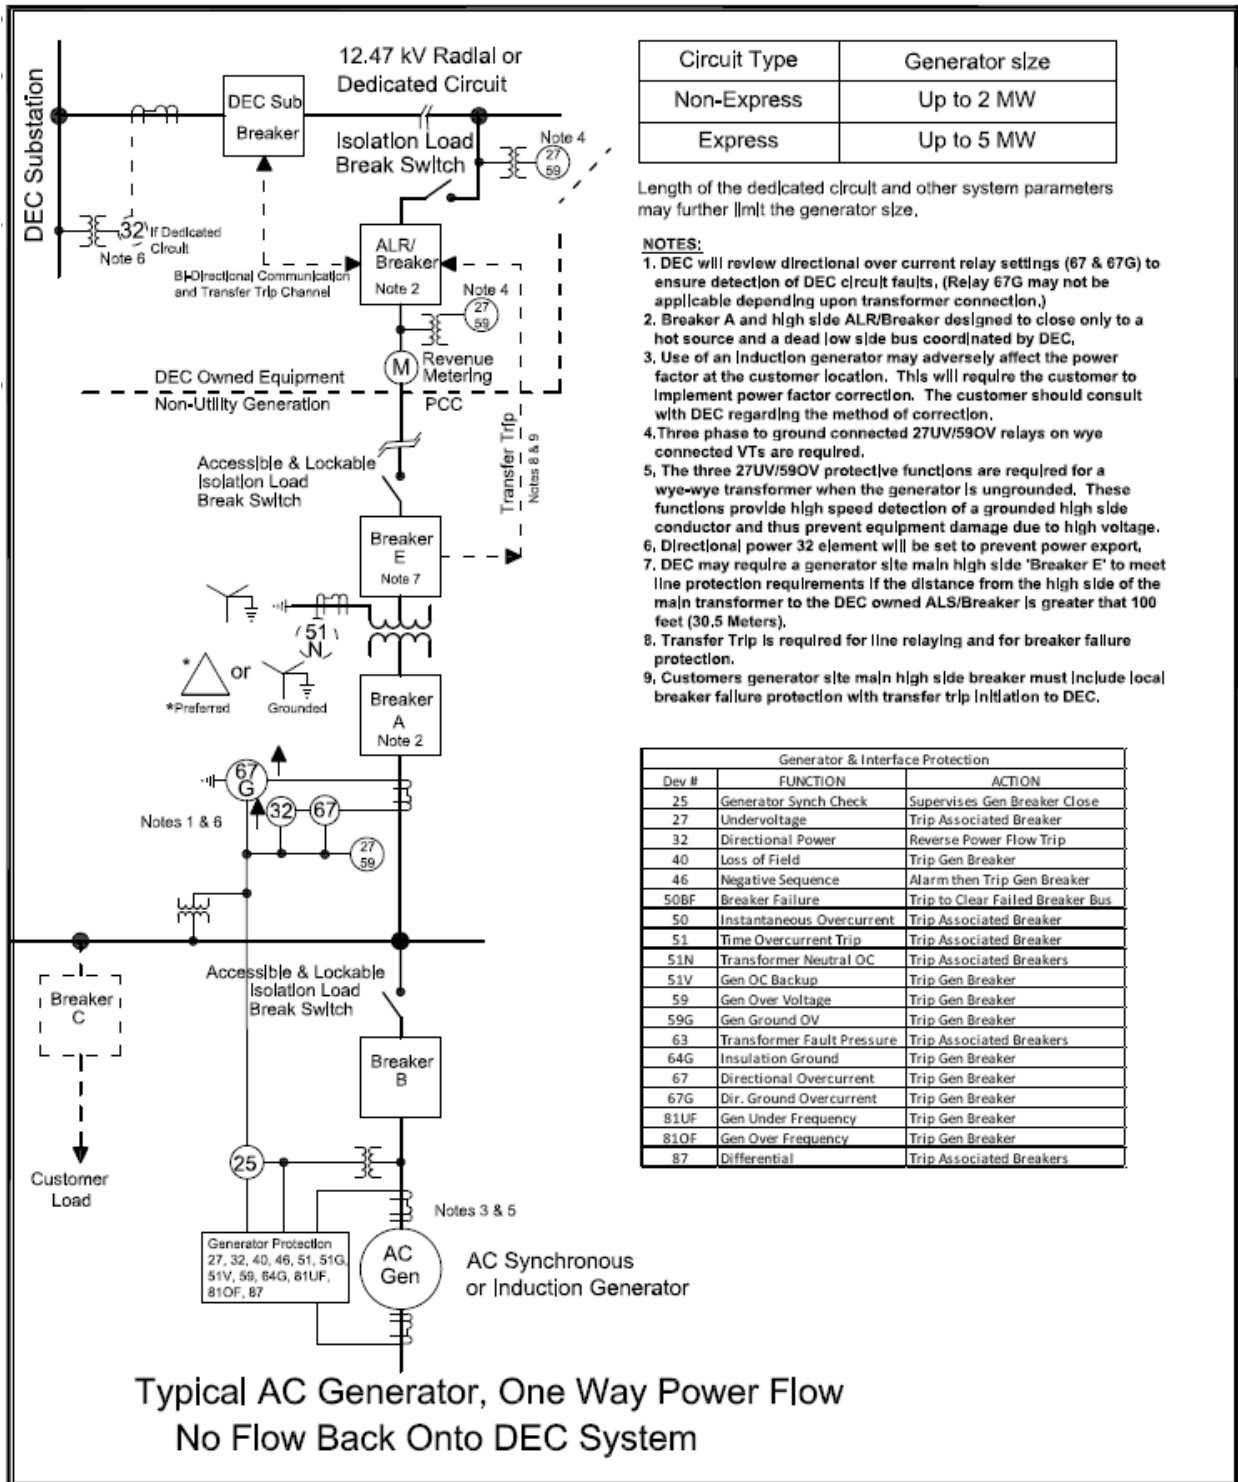 DEC Substation
12.47 kV Radial or
Dedicated Circuit
DEC Sub
Breaker
Isolation Load
Break Switch
Note 4
27
59
32
If Dedicated
Circuit
Note 6
Bi-Directional Communication
and Transfer Trip Channel
ALR/
Breaker
Note 2
Note 4
27
59
M
Revenue
Metering
DEC Owned Equipment
Non-Utility Generation
PCC
Transfer Trip
Notes 8 & 9
Accessible & Lockable
Isolation Load
Break Switch
Breaker
E
Note 7
51
N
*
or
*Preferred
Grounded
Breaker
A
Note 2
67
G
32
67
Notes 1 & 6
27
59
Accessible & Lockable
Isolation Load
Break Switch
Breaker
C
Breaker
B
Customer
Load
25
Notes 3 & 5
Generator Protection
27, 32, 40, 46, 51, 51G,
51V, 59, 64G, 81UF,
81OF, 87
AC
Gen
AC Synchronous
or Induction Generator
Circuit Type Generator size
Non-Express Up to 2 MW
Express Up to 5 MW
Length of the dedicated circuit and other system parameters
may further limit the generator size.
NOTES:
1. DEC will review directional over current relay settings (67 & 67G) to
ensure detection of DEC circuit faults. (Relay 67G may not be
applicable depending upon transformer connection.)
2. Breaker A and high side ALR/Breaker designed to close only to a
hot source and a dead low side bus coordinated by DEC.
3. Use of an induction generator may adversely affect the power
factor at the customer location. This will require the customer to
implement power factor correction. The customer should consult
with DEC regarding the method of correction.
4.Three phase to ground connected 27UV/59OV relays on wye
connected VTs are required.
5. The three 27UV/59OV protective functions are required for a
wye-wye transformer when the generator is ungrounded. These
functions provide high speed detection of a grounded high side
conductor and thus prevent equipment damage due to high voltage.
6. Directional power 32 element will be set to prevent power export.
7. DEC may require a generator site main high side 'Breaker E' to meet
line protection requirements if the distance from the high side of the
main transformer to the DEC owned ALS/Breaker is greater that 100
feet (30.5 Meters).
8. Transfer Trip is required for line relaying and for breaker failure
protection.
9. Customers generator site main high side breaker must include local
breaker failure protection with transfer trip initiation to DEC.
Generator & Interface Protection
Dev # FUNCTION ACTION
25 Generator Synch Check Supervises Gen Breaker Close
27 Undervoltage Trip Associated Breaker
32 Directional Power Reverse Power Flow Trip
40 Loss of Field Trip Gen Breaker
46 Negative Sequence Alarm then Trip Gen Breaker
50BF Breaker Failure Trip to Clear Failed Breaker Bus
50 Instantaneous Overcurrent Trip Associated Breaker
51 Time Overcurrent Trip Trip Associated Breaker
51N Transformer Neutral OC Trip Associated Breakers
51V Gen OC Backup Trip Gen Breaker
59 Gen Over Voltage Trip Gen Breaker
59G Gen Ground OV Trip Gen Breaker
63 Transformer Fault Pressure Trip Associated Breakers
64G Insulation Ground Trip Gen Breaker
67 Directional Overcurrent Trip Gen Breaker
67G Dir. Ground Overcurrent Trip Gen Breaker
81UF Gen Under Frequency Trip Gen Breaker
81OF Gen Over Frequency Trip Gen Breaker
87 Differential Trip Associated Breakers
Typical AC Generator, One Way Power Flow
No Flow Back Onto DEC System